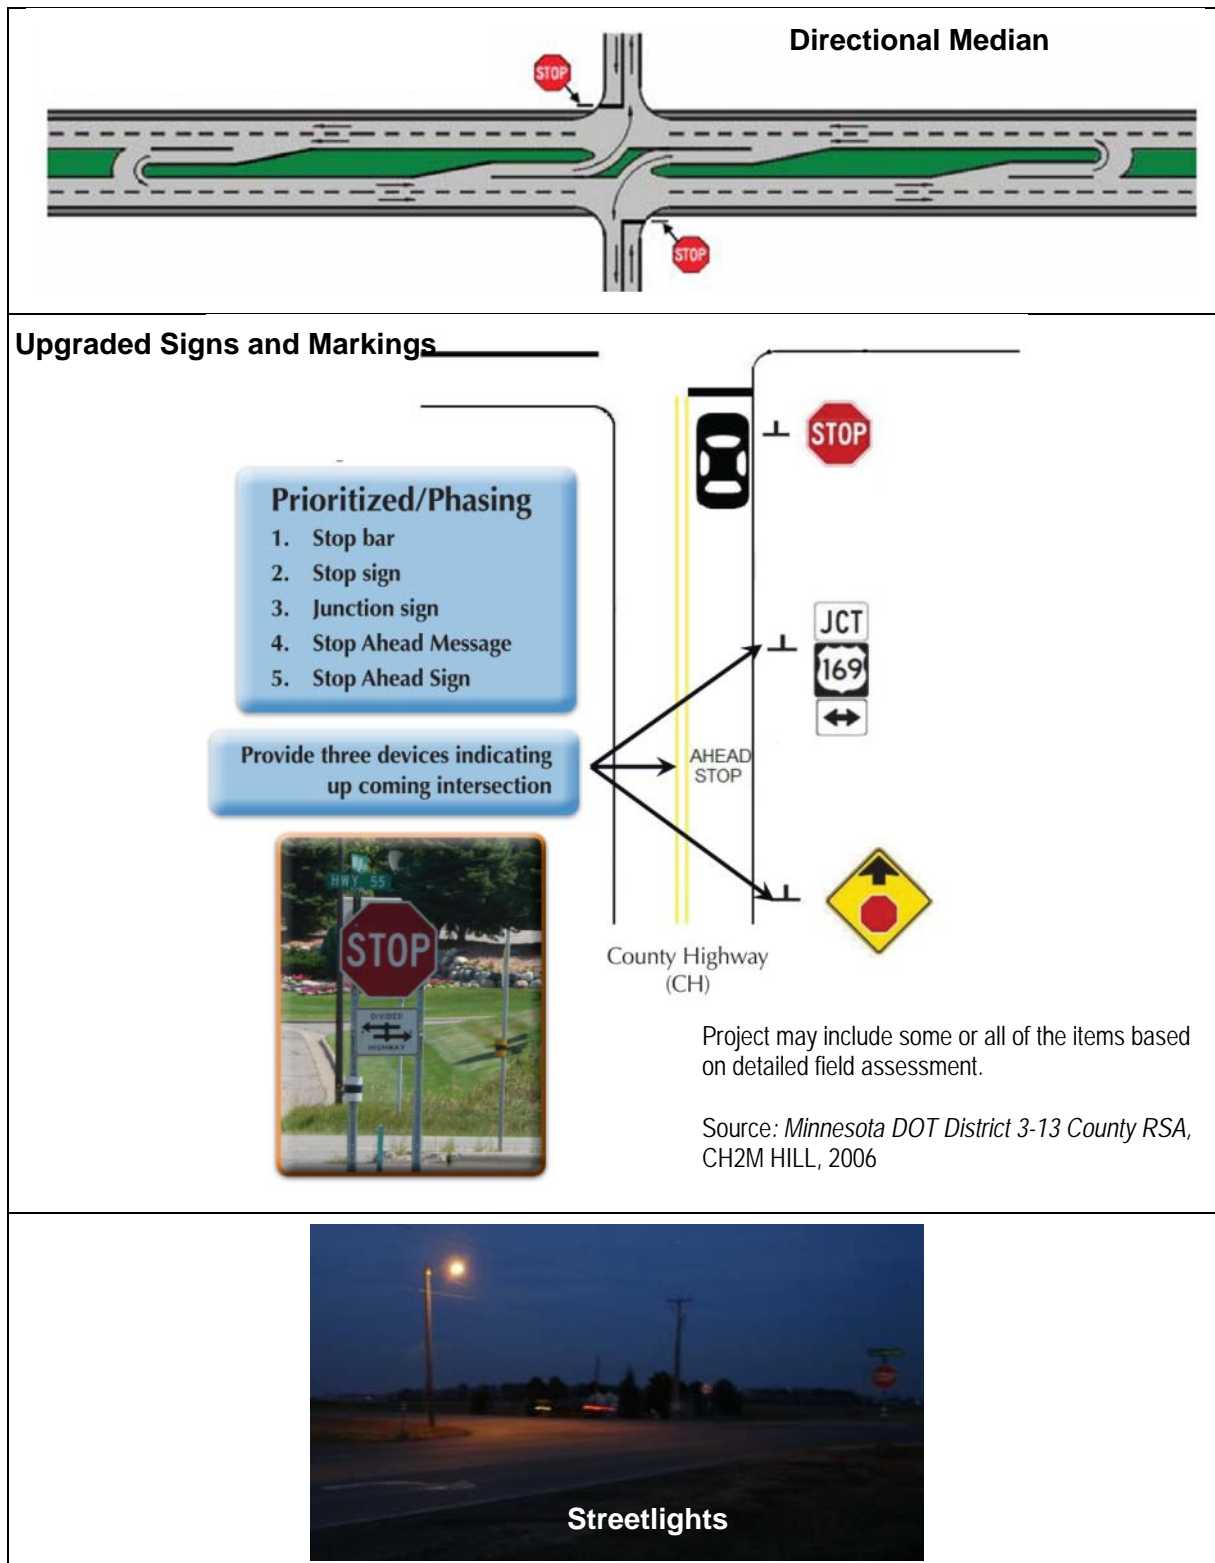 Directional Median
STOP
STOP
Upgraded Signs and Markings
STOP
Prioritized/Phasing
1. Stop bar
2. Stop sign
3. Junction sign
4. Stop Ahead Message
5. Stop Ahead Sign
JCT
169
Provide three devices indicating
up coming intersection
AHEAD
STOP
HWY 55
STOP
DIVIDED
HIGHWAY
County Highway
(CH)
Project may include some or all of the items based
on detailed field assessment.
Source: Minnesota DOT District 3-13 County RSA,
CH2M HILL, 2006
Streetlights